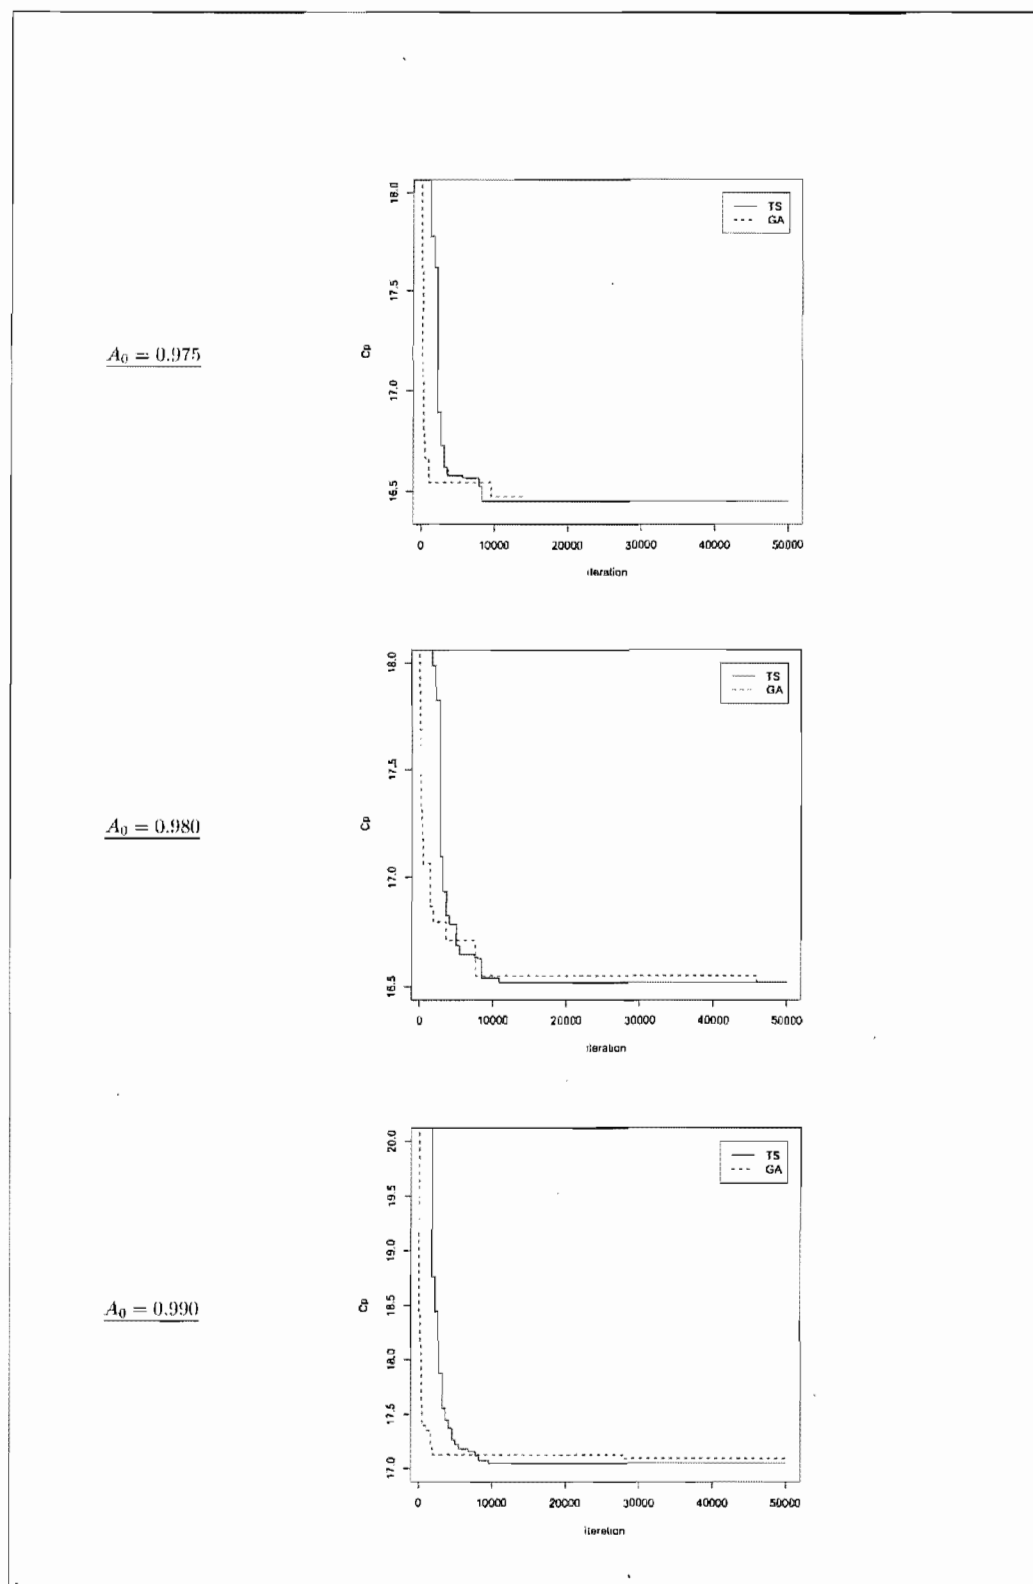 18.0
17.5
17.0
16.5
Cp
TS
GA
A₀ = 0.975
0 10000 20000 30000 40000 50000
iteration
18.0
17.5
17.0
16.5
Cp
TS
GA
A₀ = 0.980
0 10000 20000 30000 40000 50000
iteration
20.0
19.5
19.0
18.5
18.0
17.5
17.0
Cp
TS
GA
A₀ = 0.990
0 10000 20000 30000 40000 50000
iteration